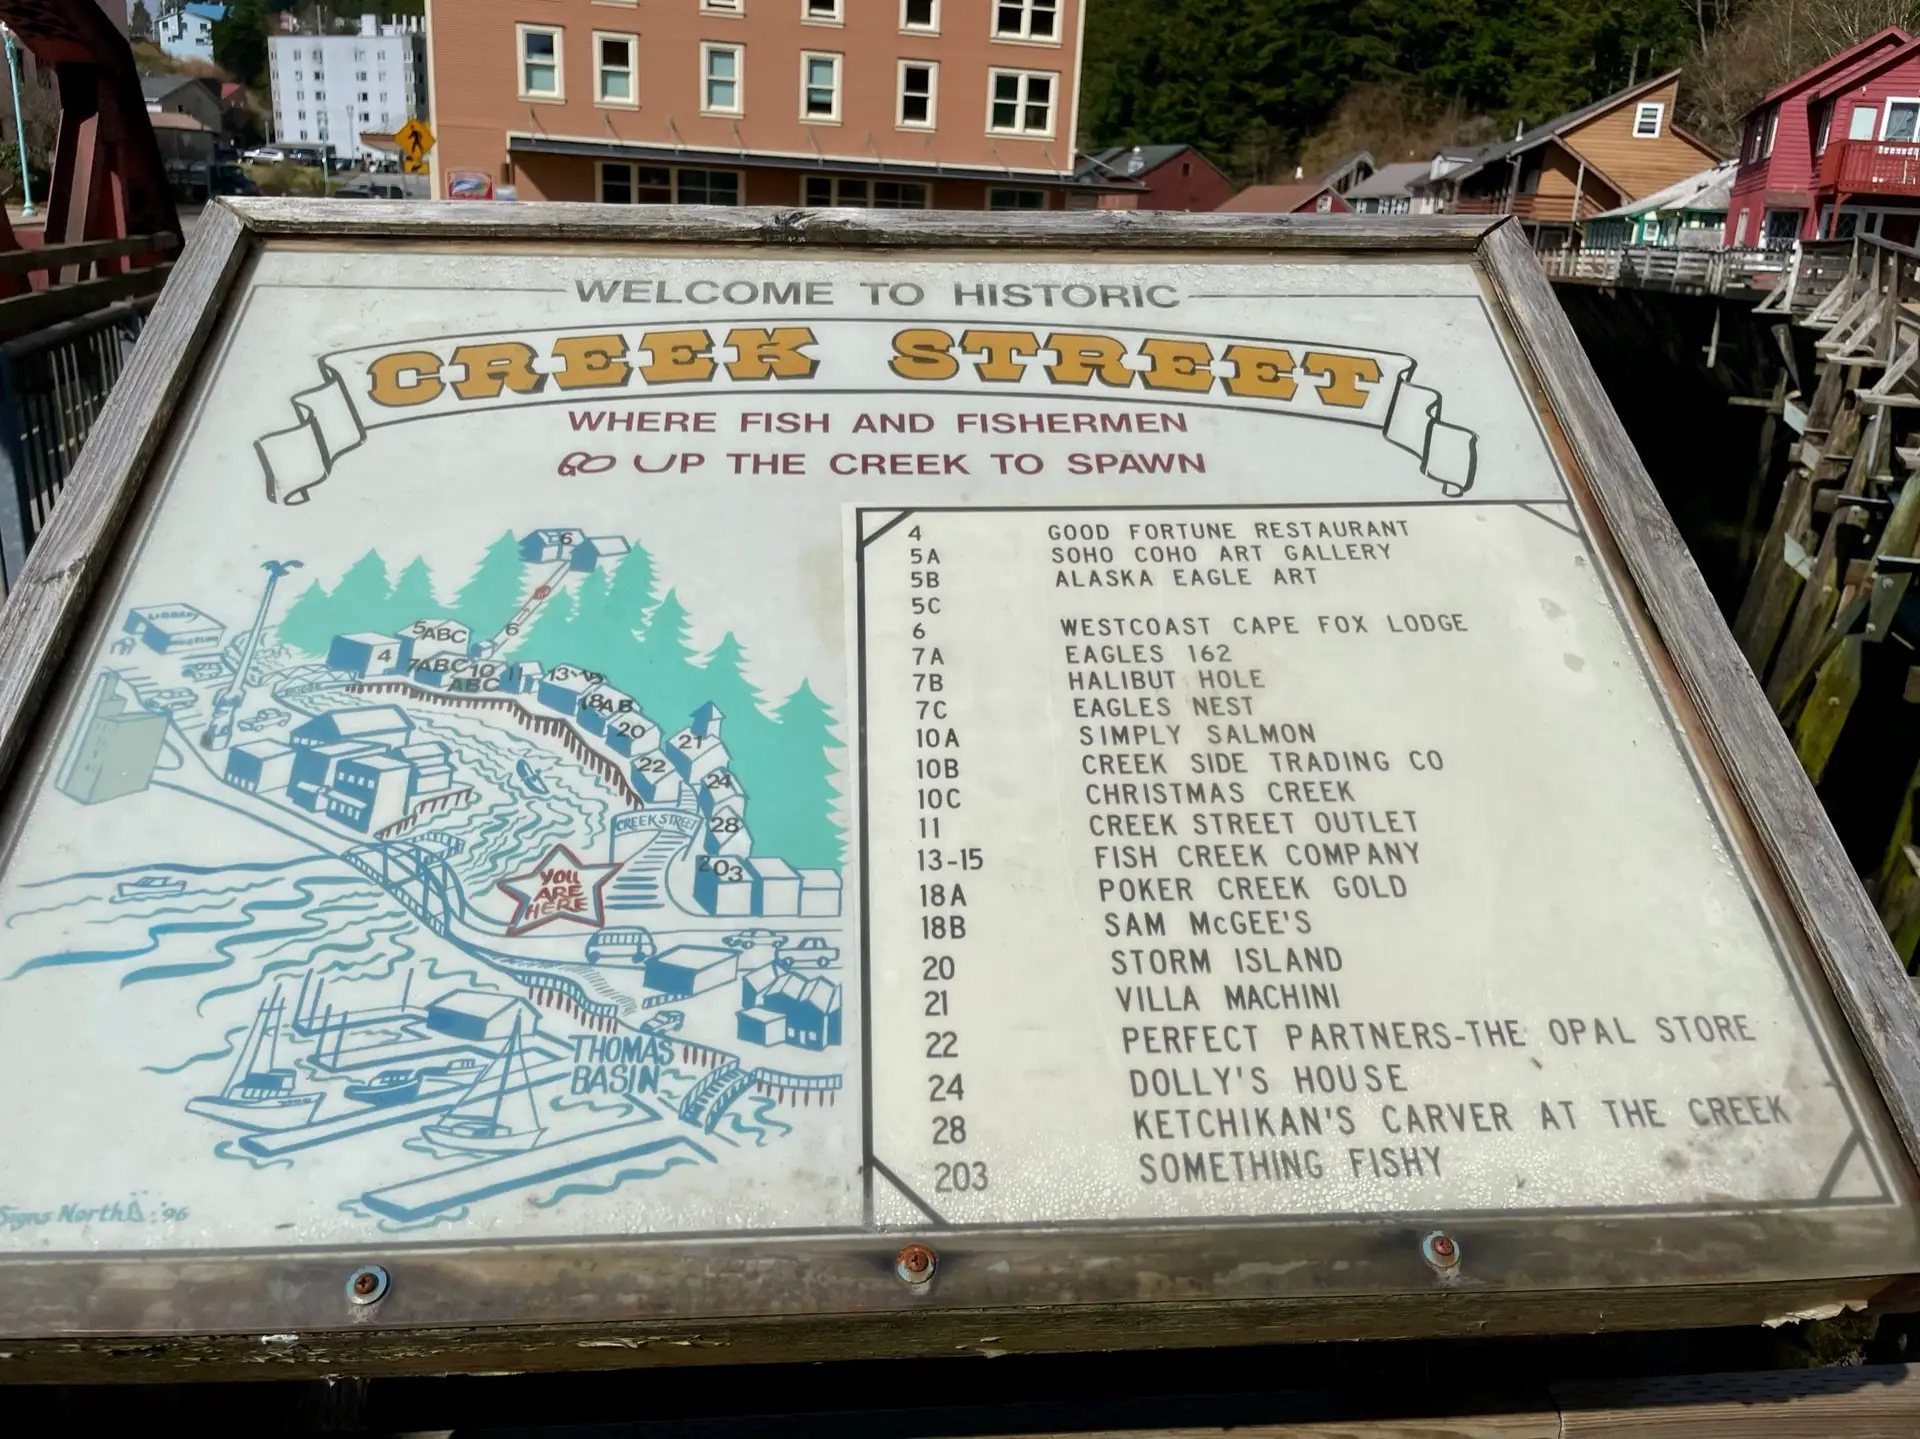 WELCOME TO HISTORIC
CREEK STREET
WHERE FISH AND FISHERMEN
GO UP THE CREEK TO SPAWN
4 GOOD FORTUNE RESTAURANT
5A SOHO COHO ART GALLERY
5B ALASKA EAGLE ART
5C
6 WESTCOAST CAPE FOX LODGE
7A EAGLES 162
7B HALIBUT HOLE
7C EAGLES NEST
10A SIMPLY SALMON
10B CREEK SIDE TRADING CO
10C CHRISTMAS CREEK
11 CREEK STREET OUTLET
13-15 FISH CREEK COMPANY
18A POKER CREEK GOLD
18B SAM McGEE'S
20 STORM ISLAND
21 VILLA MACHINI
22 PERFECT PARTNERS-THE OPAL STORE
24 DOLLY'S HOUSE
28 KETCHIKAN'S CARVER AT THE CREEK
203 SOMETHING FISHY
6
6
LIBRARY
5ABC
4
7ABC
10
ABC
11
18AB
20
21
22
24
CREEK STREET
28
203
YOU
ARE
HERE
THOMAS
BASIN
Signs North '96